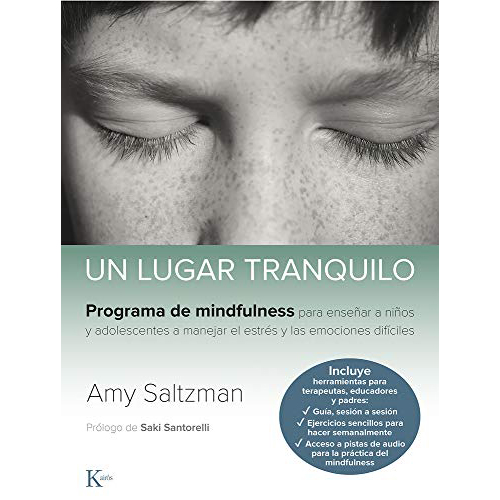 UN LUGAR TRANQUILO
Programa de mindfulness para enseñar a niños
y adolescentes a manejar el estrés y las emociones difíciles
Amy Saltzman
Prólogo de Saki Santorelli
Incluye
herramientas para
terapeutas, educadores
y padres:
✓ Guía, sesión a sesión
✓ Ejercicios sencillos para
hacer semanalmente
✓ Acceso a pistas de audio
para la práctica del
mindfulness
Kairós